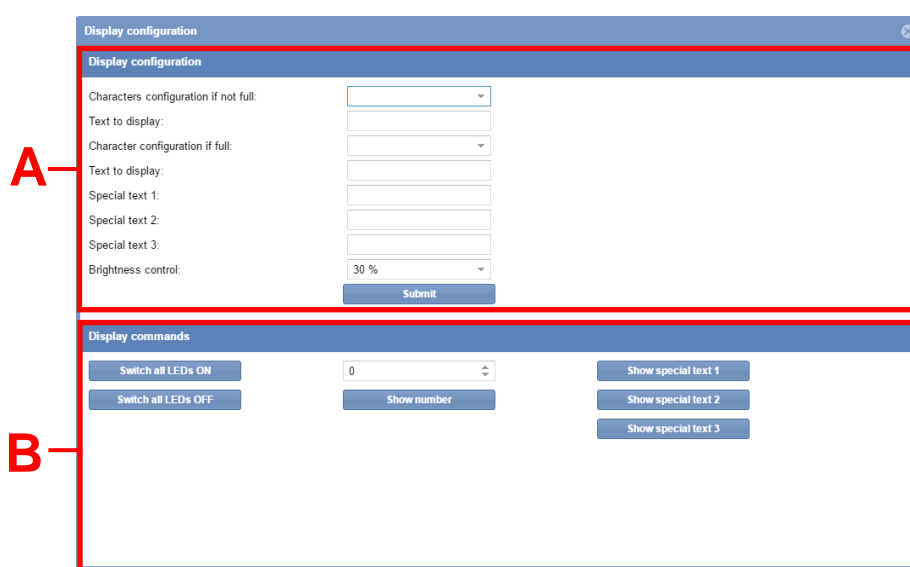 Display configuration
Display configuration
Characters configuration if not full:
Text to display:
Character configuration if full:
A
Text to display:
Special text 1:
Special text 2:
Special text 3:
Brightness control: 30 %
Submit
Display commands
Switch all LEDs ON 0 Show special text 1
Switch all LEDs OFF Show number Show special text 2
Show special text 3
B